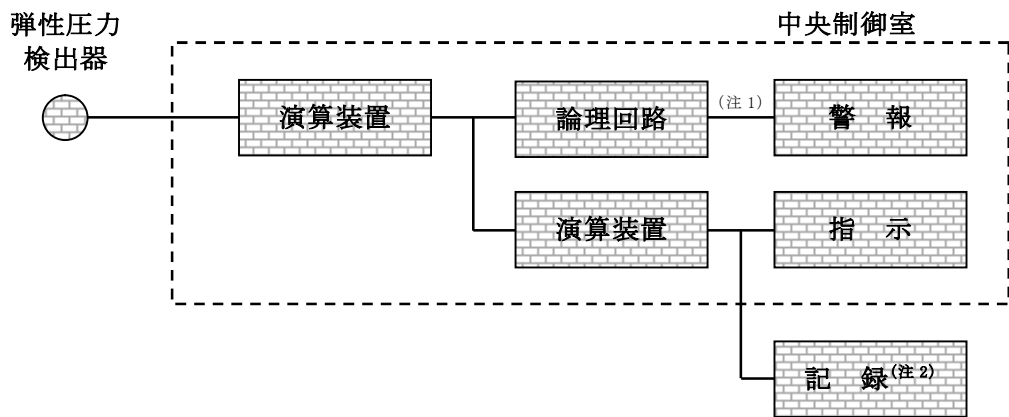 弾性圧力
検出器
中央制御室
演算装置
論理回路
(注 1)
警 報
演算装置
指 示
記 録(注 2)